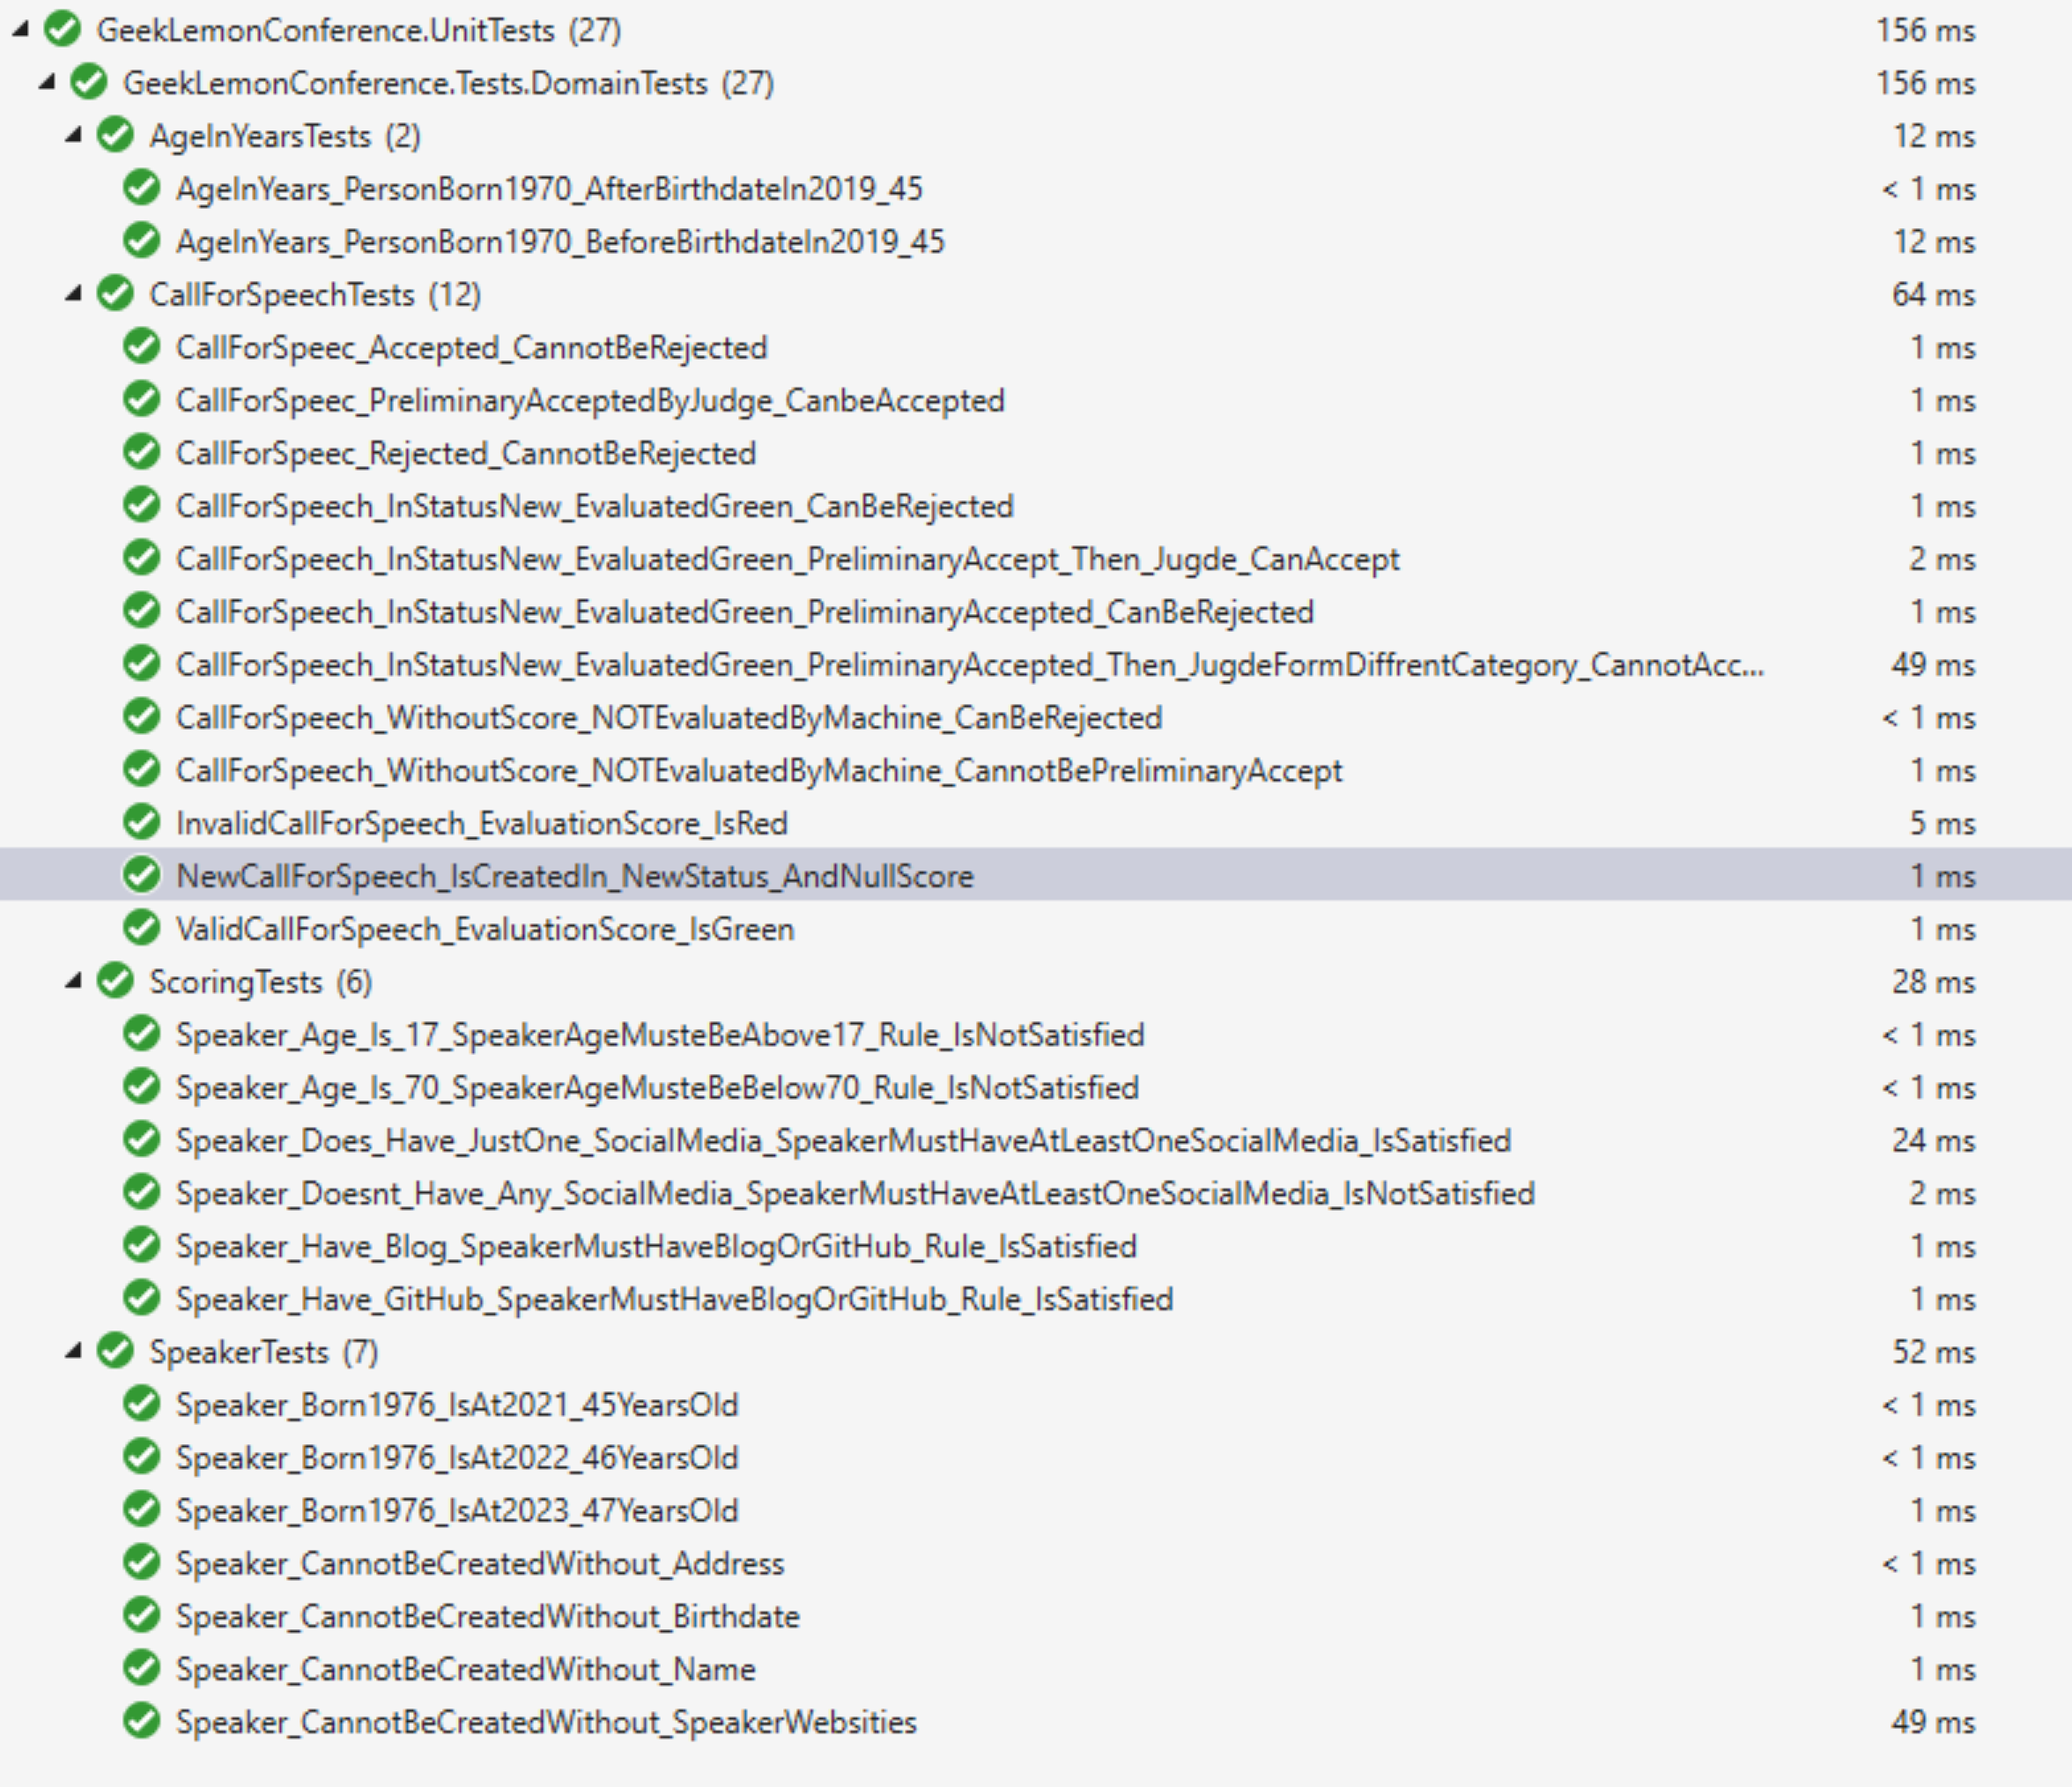 GeekLemonConference.UnitTests (27) 156 ms
GeekLemonConference.Tests.DomainTests (27) 156 ms
AgeInYearsTests (2) 12 ms
AgeInYears_PersonBorn1970_AfterBirthdateIn2019_45 < 1 ms
AgeInYears_PersonBorn1970_BeforeBirthdateIn2019_45 12 ms
CallForSpeechTests (12) 64 ms
CallForSpeec_Accepted_CannotBeRejected 1 ms
CallForSpeec_PreliminaryAcceptedByJudge_CanbeAccepted 1 ms
CallForSpeec_Rejected_CannotBeRejected 1 ms
CallForSpeech_InStatusNew_EvaluatedGreen_CanBeRejected 1 ms
CallForSpeech_InStatusNew_EvaluatedGreen_PreliminaryAccept_Then_Jugde_CanAccept 2 ms
CallForSpeech_InStatusNew_EvaluatedGreen_PreliminaryAccepted_CanBeRejected 1 ms
CallForSpeech_InStatusNew_EvaluatedGreen_PreliminaryAccepted_Then_JugdeFormDiffrentCategory_CannotAcc... 49 ms
CallForSpeech_WithoutScore_NOTEvaluatedByMachine_CanBeRejected < 1 ms
CallForSpeech_WithoutScore_NOTEvaluatedByMachine_CannotBePreliminaryAccept 1 ms
InvalidCallForSpeech_EvaluationScore_IsRed 5 ms
NewCallForSpeech_IsCreatedIn_NewStatus_AndNullScore 1 ms
ValidCallForSpeech_EvaluationScore_IsGreen 1 ms
ScoringTests (6) 28 ms
Speaker_Age_Is_17_SpeakerAgeMusteBeAbove17_Rule_IsNotSatisfied < 1 ms
Speaker_Age_Is_70_SpeakerAgeMusteBeBelow70_Rule_IsNotSatisfied < 1 ms
Speaker_Does_Have_JustOne_SocialMedia_SpeakerMustHaveAtLeastOneSocialMedia_IsSatisfied 24 ms
Speaker_Doesnt_Have_Any_SocialMedia_SpeakerMustHaveAtLeastOneSocialMedia_IsNotSatisfied 2 ms
Speaker_Have_Blog_SpeakerMustHaveBlogOrGitHub_Rule_IsSatisfied 1 ms
Speaker_Have_GitHub_SpeakerMustHaveBlogOrGitHub_Rule_IsSatisfied 1 ms
SpeakerTests (7) 52 ms
Speaker_Born1976_IsAt2021_45YearsOld < 1 ms
Speaker_Born1976_IsAt2022_46YearsOld < 1 ms
Speaker_Born1976_IsAt2023_47YearsOld 1 ms
Speaker_CannotBeCreatedWithout_Address < 1 ms
Speaker_CannotBeCreatedWithout_Birthdate 1 ms
Speaker_CannotBeCreatedWithout_Name 1 ms
Speaker_CannotBeCreatedWithout_SpeakerWebsities 49 ms